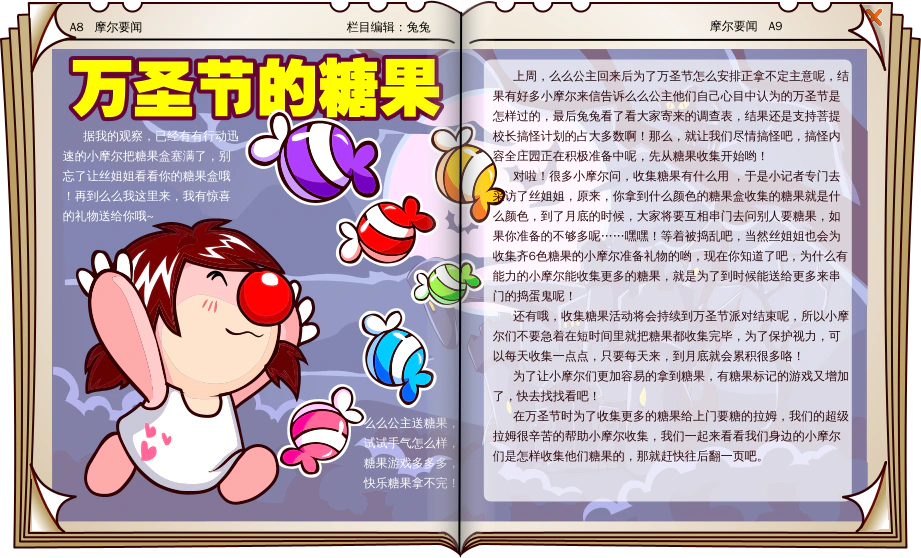 A8 摩尔要闻
栏目编辑：兔兔
万圣节的糖果
据我的观察，已经有有行动迅
速的小摩尔把糖果盒塞满了，别
忘了让丝姐姐看看你的糖果盒哦
！再到么么我这里来，我有惊喜
的礼物送给你哦~
么么公主送糖果，
试试手气怎么样，
糖果游戏多多多，
快乐糖果拿不完！
摩尔要闻 A9
上周，么么公主回来后为了万圣节怎么安排正拿不定主意呢，结
果有好多小摩尔来信告诉么么公主他们自己心目中认为的万圣节是
怎样过的，最后兔兔看了看大家寄来的调查表，结果还是支持菩提
校长搞怪计划的占大多数啊！那么，就让我们尽情搞怪吧，搞怪内
容全庄园正在积极准备中呢，先从糖果收集开始哟！
对啦！很多小摩尔问，收集糖果有什么用 ，于是小记者专门去
采访了丝姐姐，原来，你拿到什么颜色的糖果盒收集的糖果就是什
么颜色，到了月底的时候，大家将要互相串门去问别人要糖果，如
果你准备的不够多呢……嘿嘿！等着被捣乱吧，当然丝姐姐也会为
收集齐6色糖果的小摩尔准备礼物的哟，现在你知道了吧，为什么有
能力的小摩尔能收集更多的糖果，就是为了到时候能送给更多来串
门的捣蛋鬼呢！
还有哦，收集糖果活动将会持续到万圣节派对结束呢，所以小摩
尔们不要急着在短时间里就把糖果都收集完毕，为了保护视力，可
以每天收集一点点，只要每天来，到月底就会累积很多咯！
为了让小摩尔们更加容易的拿到糖果，有糖果标记的游戏又增加
了，快去找找看吧！
在万圣节时为了收集更多的糖果给上门要糖的拉姆，我们的超级
拉姆很辛苦的帮助小摩尔收集，我们一起来看看我们身边的小摩尔
们是怎样收集他们糖果的，那就赶快往后翻一页吧。